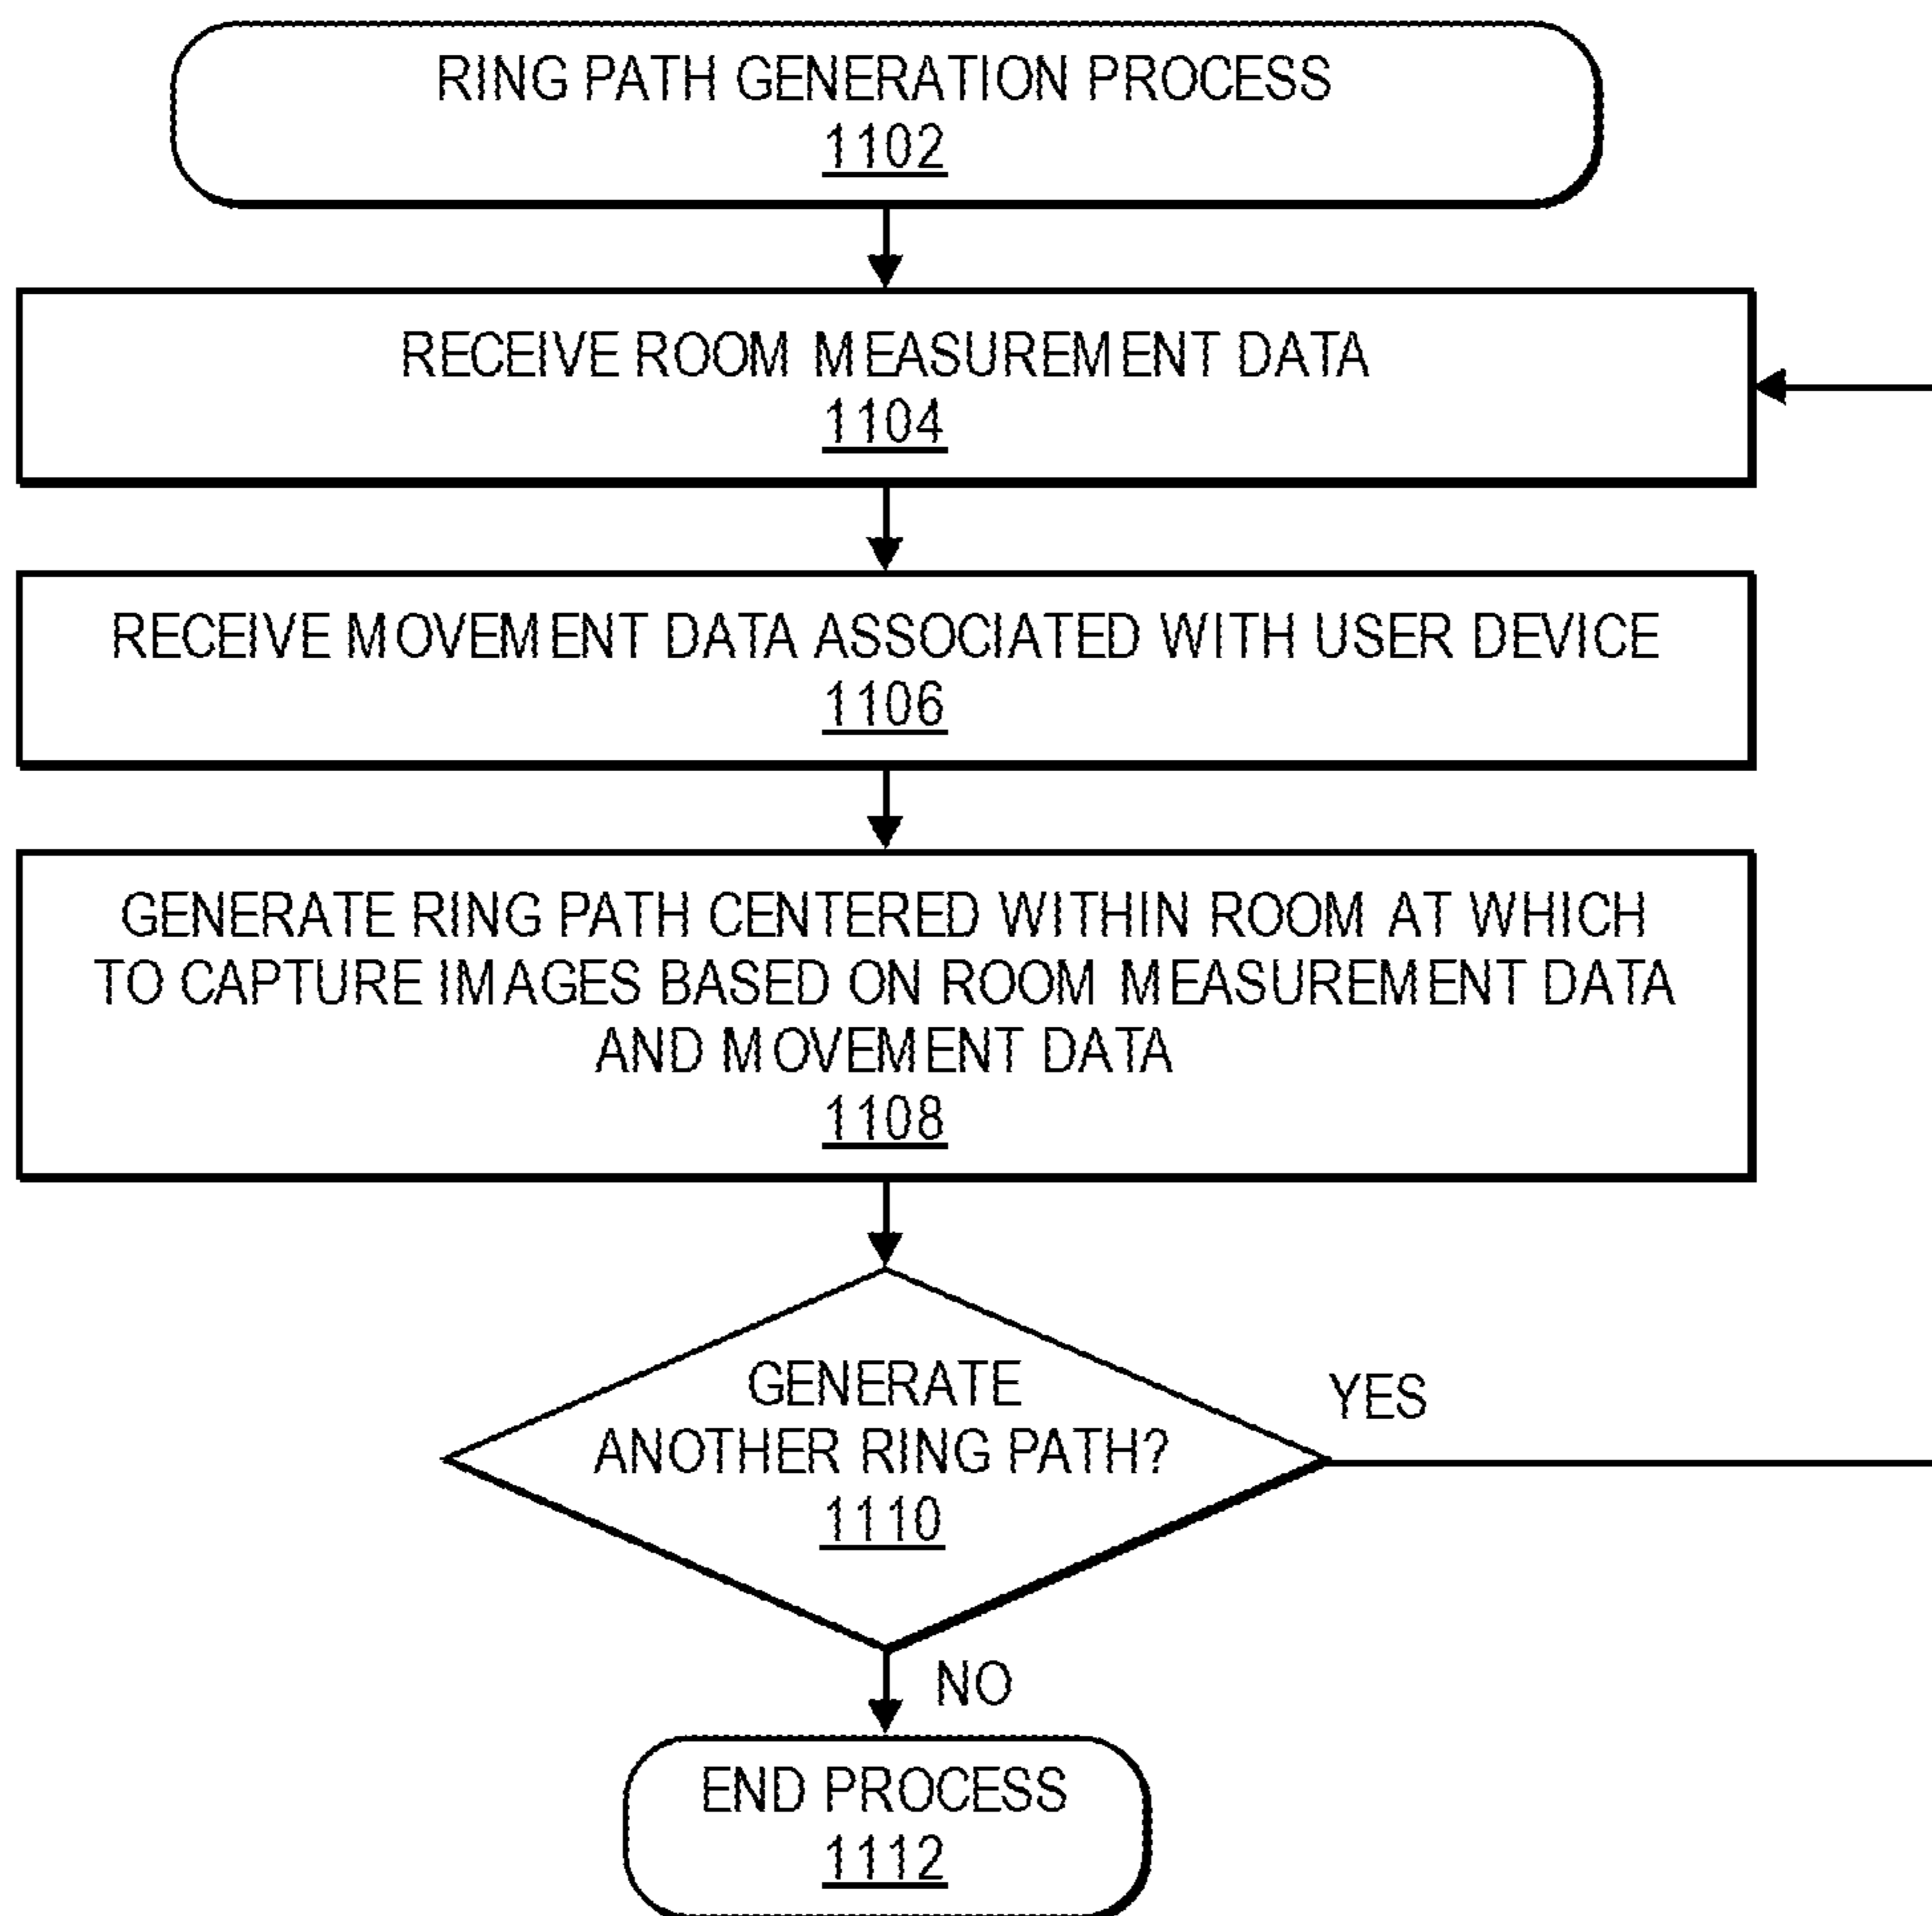 RING PATH GENERATION PROCESS
1102
RECEIVE ROOM MEASUREMENT DATA
1104
RECEIVE MOVEMENT DATA ASSOCIATED WITH USER DEVICE
1106
GENERATE RING PATH CENTERED WITHIN ROOM AT WHICH
TO CAPTURE IMAGES BASED ON ROOM MEASUREMENT DATA
AND MOVEMENT DATA
1108
GENERATE
ANOTHER RING PATH?
1110
YES
NO
END PROCESS
1112